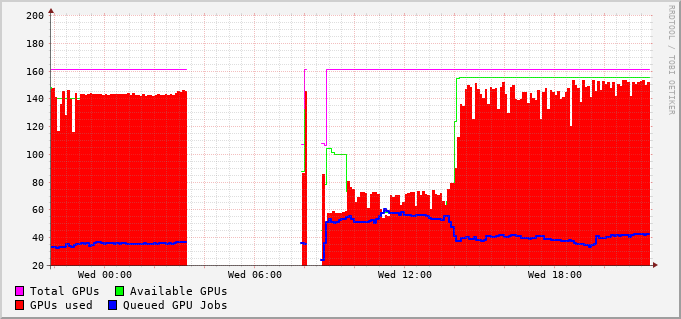 200
180
160
140
120
100
80
60
40
20
Wed 00:00 Wed 06:00 Wed 12:00 Wed 18:00
Total GPUs Available GPUs
GPUs used Queued GPU Jobs
RRDTOOL / TOBI OETIKER